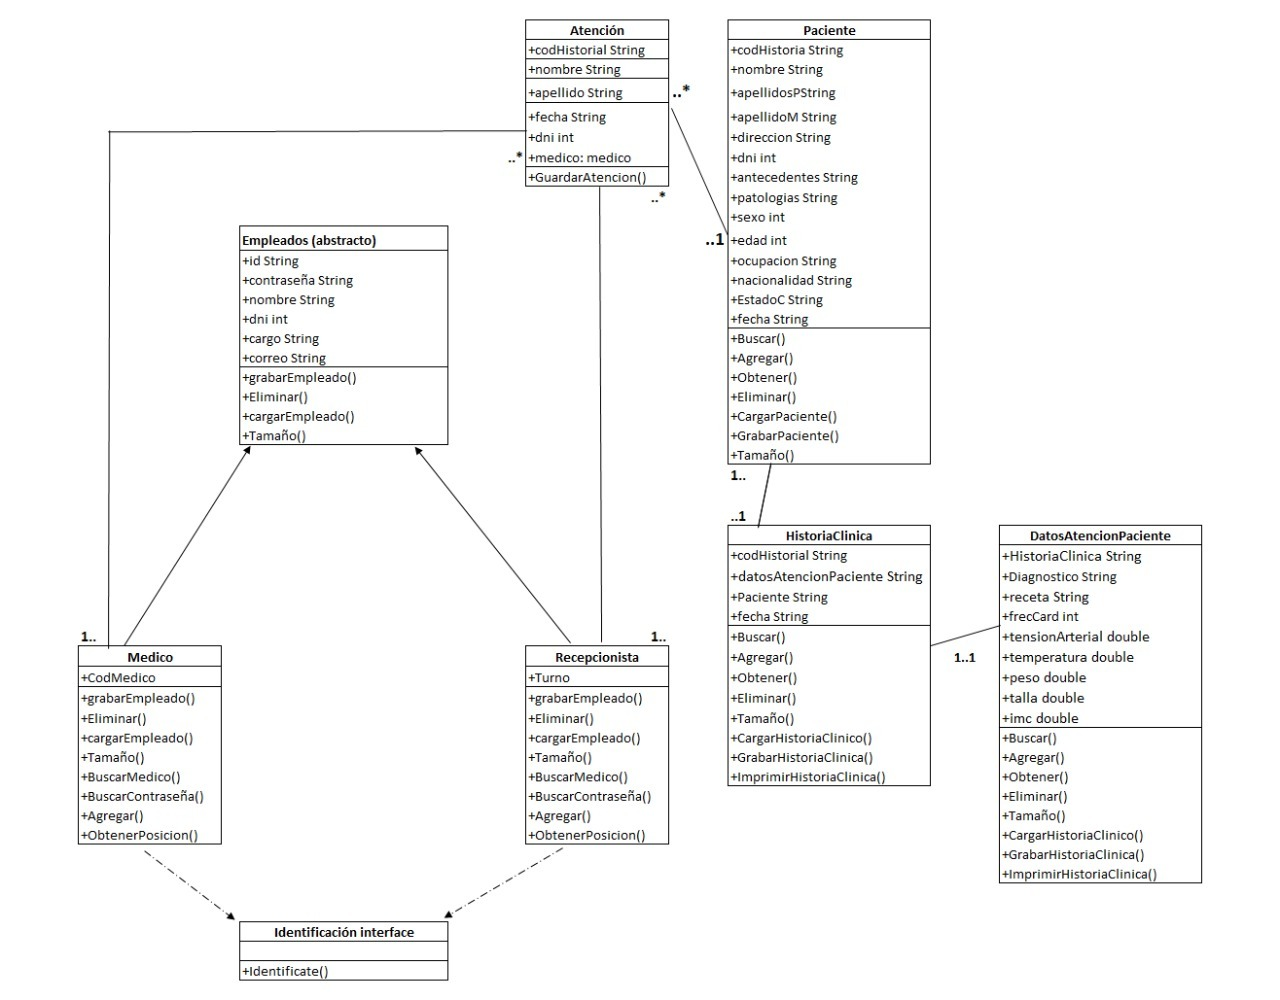 Atención
+codHistorial String
+nombre String
+apellido String
+fecha String
+dni int
+medico: medico
+GuardarAtencion()
..*
..*
..*
Paciente
+codHistoria String
+nombre String
+apellidosPString
+apellidoM String
+direccion String
+dni int
+antecedentes String
+patologias String
+sexo int
+edad int
+ocupacion String
+nacionalidad String
+EstadoC String
+fecha String
+Buscar()
+Agregar()
+Obtener()
+Eliminar()
+CargarPaciente()
+GrabarPaciente()
+Tamaño()
..1
1..
..1
Empleados (abstracto)
+id String
+contraseña String
+nombre String
+dni int
+cargo String
+correo String
+grabarEmpleado()
+Eliminar()
+cargarEmpleado()
+Tamaño()
HistoriaClinica
+codHistorial String
+datosAtencionPaciente String
+Paciente String
+fecha String
+Buscar()
+Agregar()
+Obtener()
+Eliminar()
+Tamaño()
+CargarHistoriaClinico()
+GrabarHistoriaClinica()
+ImprimirHistoriaClinica()
1..1
DatosAtencionPaciente
+HistoriaClinica String
+Diagnostico String
+receta String
+frecCard int
+tensionArterial double
+temperatura double
+peso double
+talla double
+imc double
+Buscar()
+Agregar()
+Obtener()
+Eliminar()
+Tamaño()
+CargarHistoriaClinico()
+GrabarHistoriaClinica()
+ImprimirHistoriaClinica()
1..
Medico
+CodMedico
+grabarEmpleado()
+Eliminar()
+cargarEmpleado()
+Tamaño()
+BuscarMedico()
+BuscarContraseña()
+Agregar()
+ObtenerPosicion()
1..
Recepcionista
+Turno
+grabarEmpleado()
+Eliminar()
+cargarEmpleado()
+Tamaño()
+BuscarMedico()
+BuscarContraseña()
+Agregar()
+ObtenerPosicion()
Identificación interface
+Identificate()